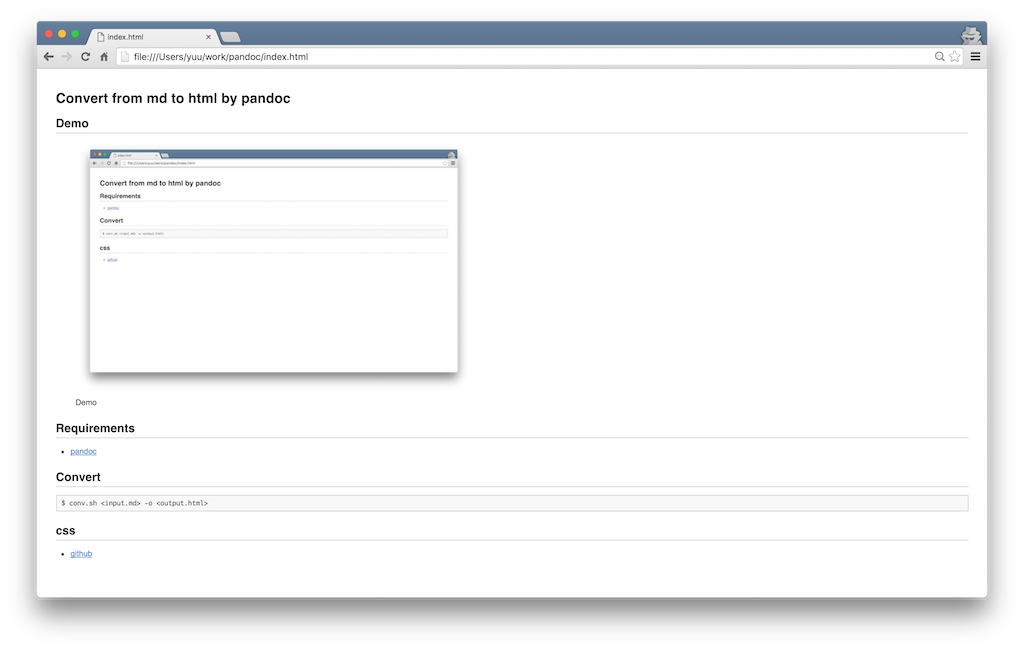 index.html
file:///Users/yuu/work/pandoc/index.html
Convert from md to html by pandoc
Demo
index.html
file:///Users/yuu/work/pandoc/index.html
Convert from md to html by pandoc
Requirements
pandoc
Convert
$ conv.sh <input.md> -o <output.html>
css
github
Demo
Requirements
pandoc
Convert
$ conv.sh <input.md> -o <output.html>
css
github